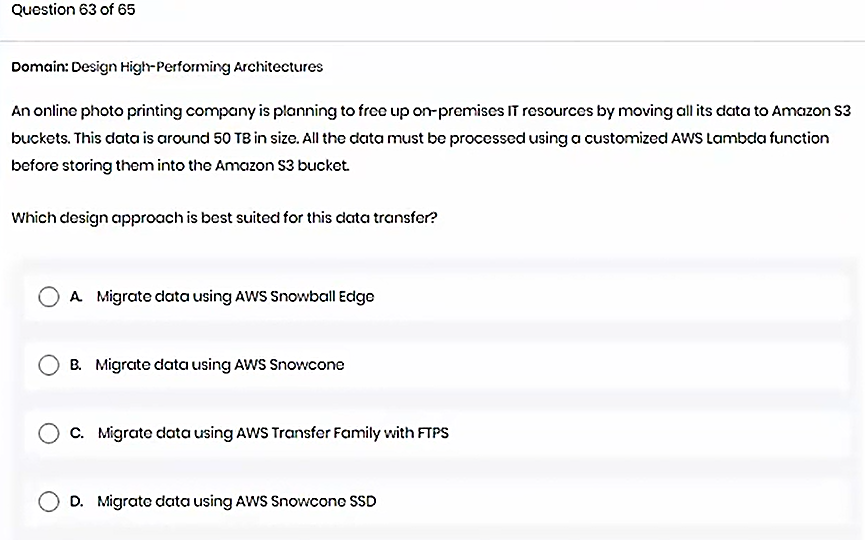 Question 63 of 65
Domain: Design High-Performing Architectures
An online photo printing company is planning to free up on-premises IT resources by moving all its data to Amazon S3
buckets. This data is around 50 TB in size. All the data must be processed using a customized AWS Lambda function
before storing them into the Amazon S3 bucket.
Which design approach is best suited for this data transfer?
A. Migrate data using AWS Snowball Edge
B. Migrate data using AWS Snowcone
C. Migrate data using AWS Transfer Family with FTPS
D. Migrate data using AWS Snowcone SSD